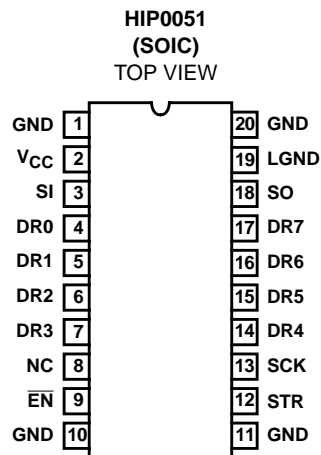 HIP0051
(SOIC)
TOP VIEW
GND 1 20 GND
VCC 2 19 LGND
SI 3 18 SO
DR0 4 17 DR7
DR1 5 16 DR6
DR2 6 15 DR5
DR3 7 14 DR4
NC 8 13 SCK
E̅N̅ 9 12 STR
GND 10 11 GND